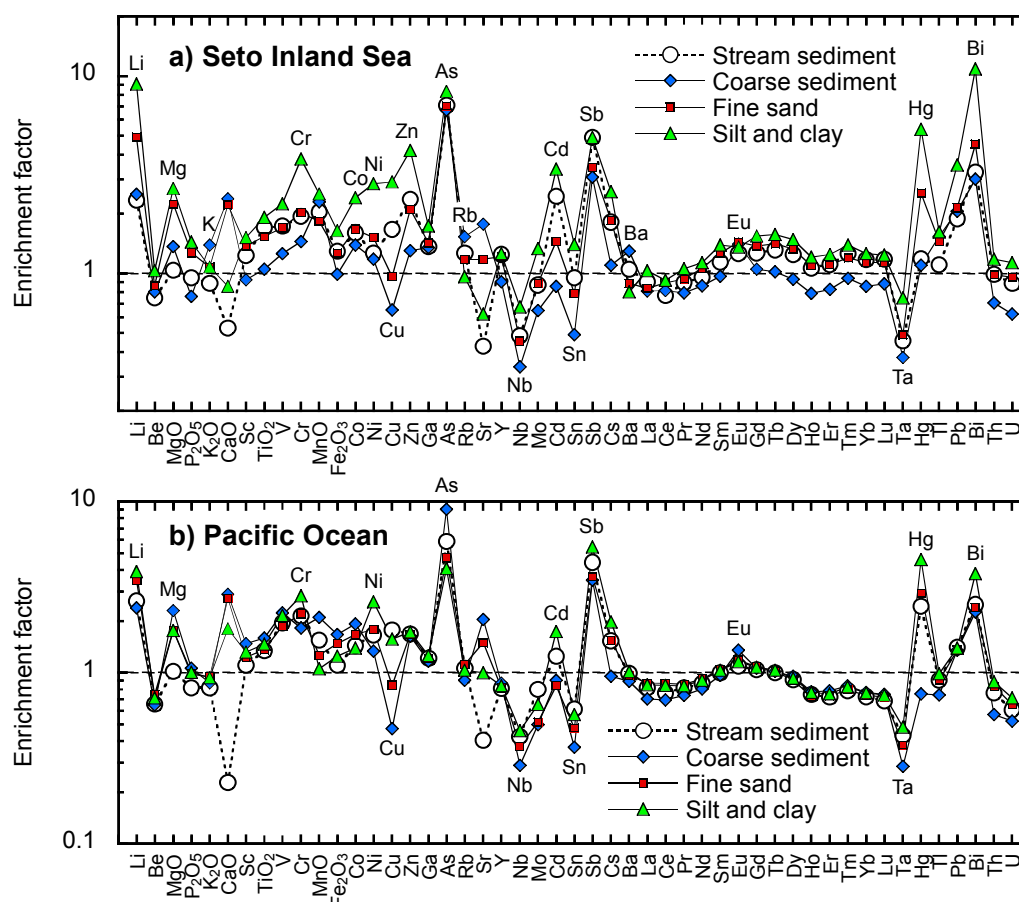 a) Seto Inland Sea
Stream sediment
Coarse sediment
Fine sand
Silt and clay
Enrichment factor
10
1
Li
Mg
K
Cr
Co
Ni
Cu
Zn
As
Rb
Nb
Cd
Sn
Sb
Ba
Eu
Ta
Hg
Bi
Li Be MgO P2O5 K2O CaO Sc TiO2 V Cr MnO Fe2O3 Co Ni Cu Zn Ga As Rb Sr Y Nb Mo Cd Sn Sb Cs Ba La Ce Pr Nd Sm Eu Gd Tb Dy Ho Er Tm Yb Lu Ta Hg Tl Pb Bi Th U
b) Pacific Ocean
Stream sediment
Coarse sediment
Fine sand
Silt and clay
Enrichment factor
10
1
0.1
Li
Mg
Cr
Ni
Cu
As
Nb
Cd
Sn
Sb
Eu
Ta
Hg
Bi
Li Be MgO P2O5 K2O CaO Sc TiO2 V Cr MnO Fe2O3 Co Ni Cu Zn Ga As Rb Sr Y Nb Mo Cd Sn Sb Cs Ba La Ce Pr Nd Sm Eu Gd Tb Dy Ho Er Tm Yb Lu Ta Hg Tl Pb Bi Th U